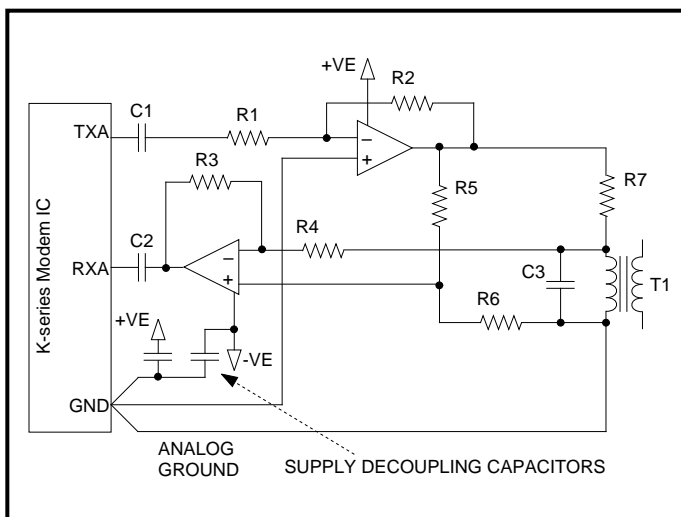 +VE
R2
C1
R1
TXA
−
+
R3
R5
R7
R4
C2
−
+
RXA
C3
T1
R6
+VE
-VE
K-series Modem IC
GND
ANALOG
GROUND
SUPPLY DECOUPLING CAPACITORS